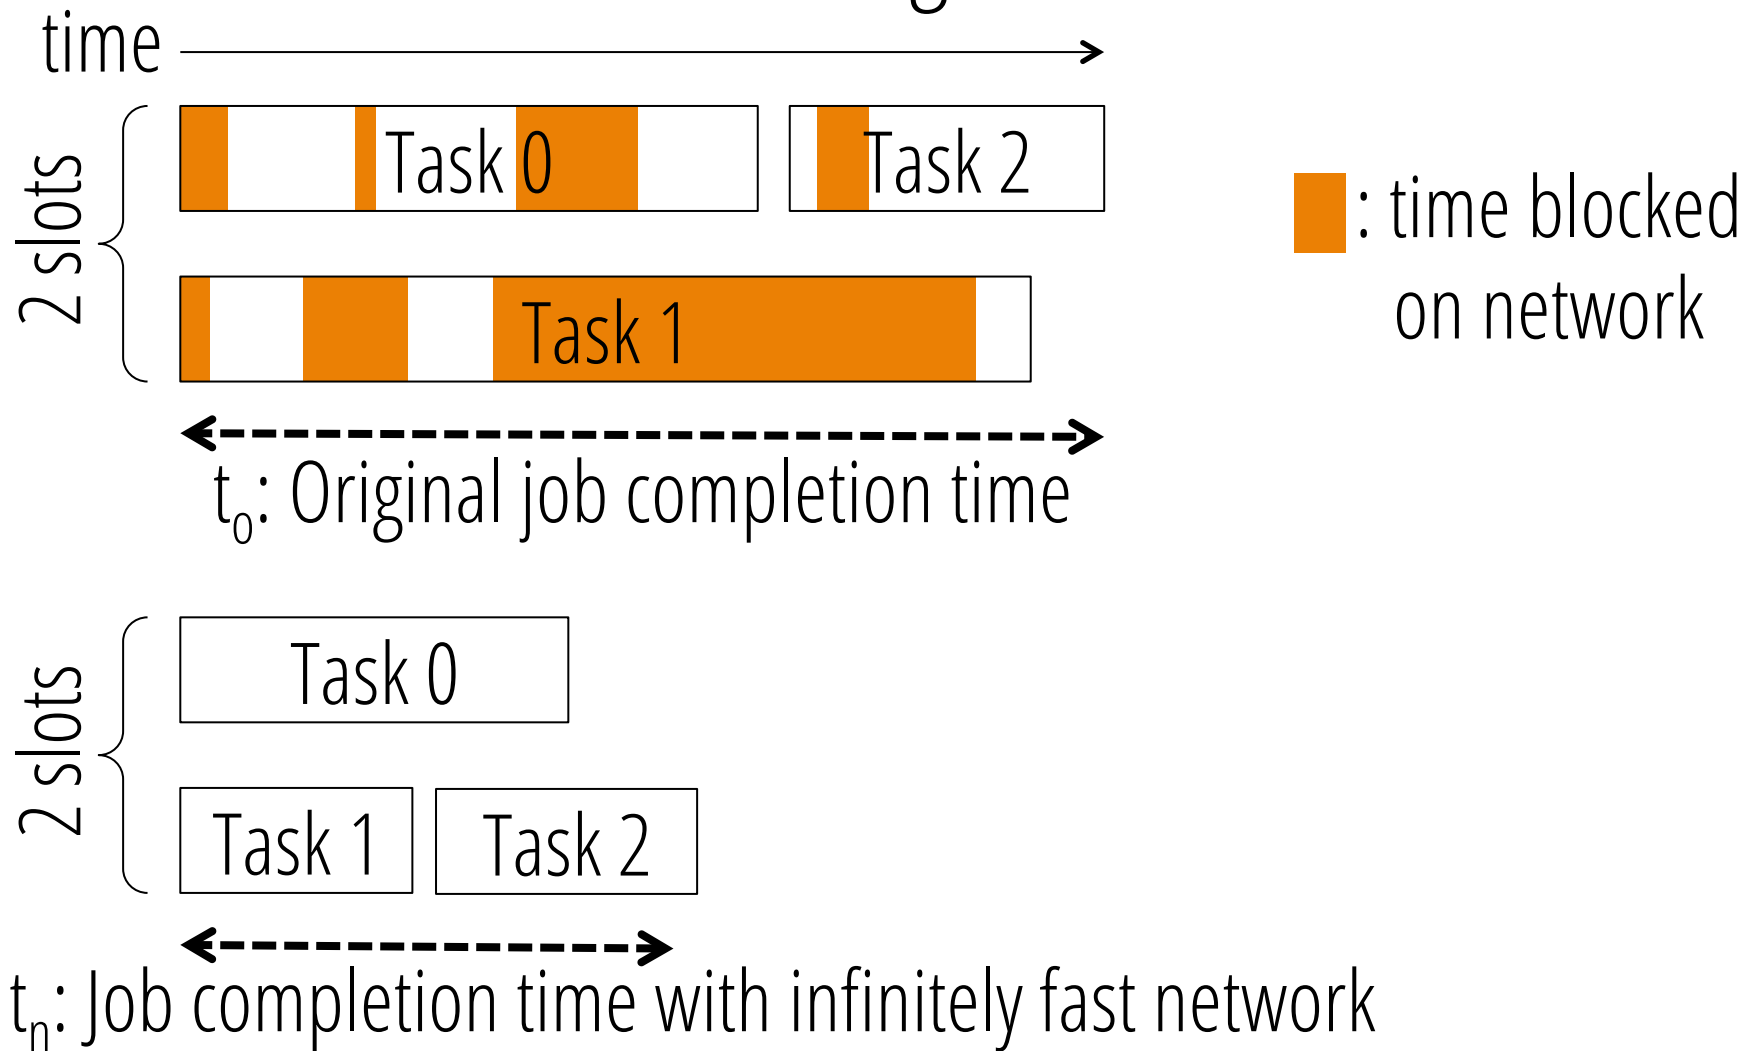 time
2 slots
Task 0
Task 2
: time blocked
on network
Task 1
t₀: Original job completion time
2 slots
Task 0
Task 1
Task 2
tₙ: Job completion time with infinitely fast network